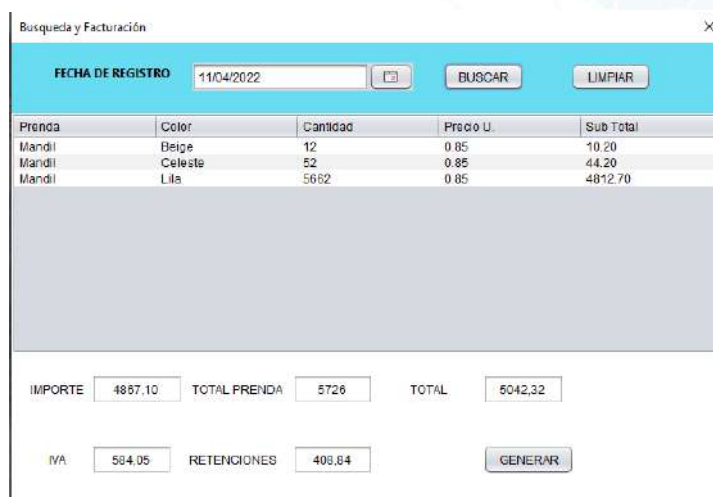 Busqueda y Facturación
FECHA DE REGISTRO 11/04/2022 BUSCAR LIMPIAR
Prenda Color Cantidad Precio U. Sub Total
Mandil Beige 12 0.85 10.20
Mandil Celeste 52 0.85 44.20
Mandil Lila 5662 0.85 4812.70
IMPORTE 4867,10 TOTAL PRENDA 5726 TOTAL 5042,32
IVA 584,05 RETENCIONES 408,84 GENERAR